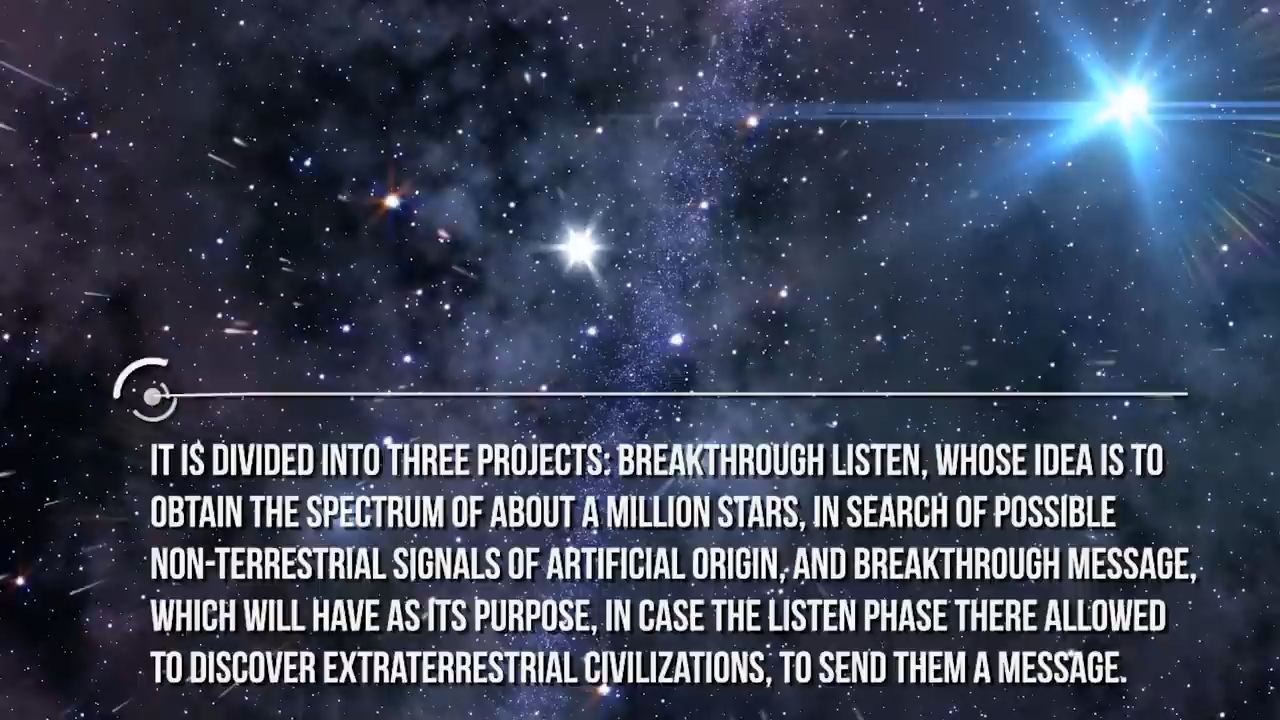 IT IS DIVIDED INTO THREE PROJECTS: BREAKTHROUGH LISTEN, WHOSE IDEA IS TO
OBTAIN THE SPECTRUM OF ABOUT A MILLION STARS, IN SEARCH OF POSSIBLE
NON-TERRESTRIAL SIGNALS OF ARTIFICIAL ORIGIN, AND BREAKTHROUGH MESSAGE,
WHICH WILL HAVE AS ITS PURPOSE, IN CASE THE LISTEN PHASE THERE ALLOWED
TO DISCOVER EXTRATERRESTRIAL CIVILIZATIONS, TO SEND THEM A MESSAGE.